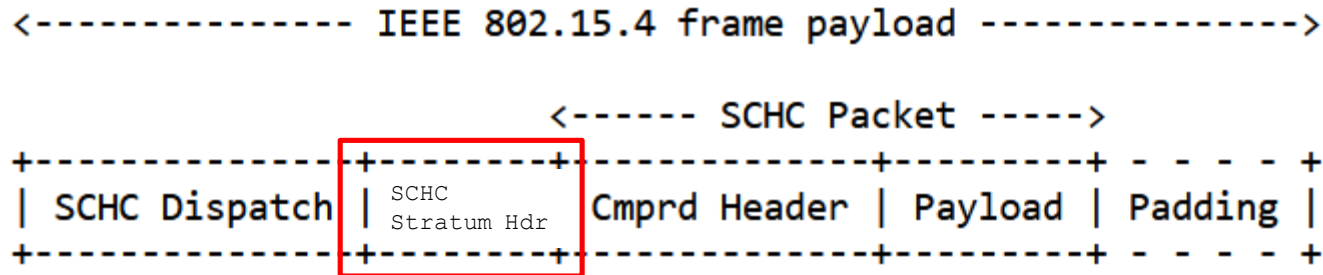 <--------------- IEEE 802.15.4 frame payload --------------->
<------ SCHC Packet ----->
+---------------+--------+--------------+---------+ - - - - +
| SCHC Dispatch | SCHC Stratum Hdr | Cmprd Header | Payload | Padding |
+---------------+--------+--------------+---------+ - - - - +